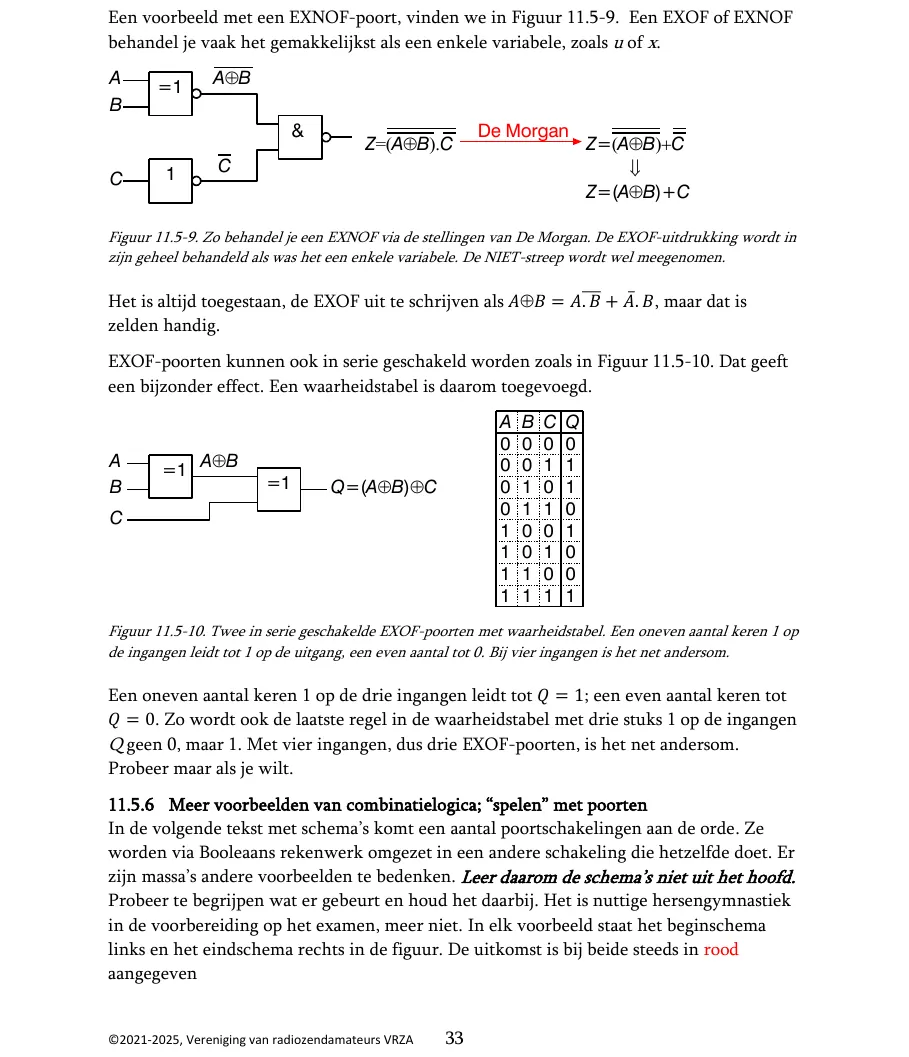 Een voorbeeld met een EXNOF-poort, vinden we in Figuur 11.5-9.  Een EXOF of EXNOF
behandel je vaak het gemakkelijkst als een enkele variabele, zoals u of x.
A
B
=1
A̅⊕̅B̅
C
1
C̅
&
Z=(̅A̅̅⊕̅̅B̅̅)̅.̅C̅̅
De Morgan
Z=(̅A̅̅⊕̅̅B̅̅)̅+C̅̅
⇓
Z=(A⊕B)+C
Figuur 11.5-9. Zo behandel je een EXNOF via de stellingen van De Morgan. De EXOF-uitdrukking wordt in
zijn geheel behandeld als was het een enkele variabele. De NIET-streep wordt wel meegenomen.
Het is altijd toegestaan, de EXOF uit te schrijven als A⊕B = A.̅ B̅ + A̅. B, maar dat is
zelden handig.
EXOF-poorten kunnen ook in serie geschakeld worden zoals in Figuur 11.5-10. Dat geeft
een bijzonder effect. Een waarheidstabel is daarom toegevoegd.
A
B
C
=1
A⊕B
=1
Q=(A⊕B)⊕C
A B C Q
0 0 0 0
0 0 1 1
0 1 0 1
0 1 1 0
1 0 0 1
1 0 1 0
1 1 0 0
1 1 1 1
Figuur 11.5-10. Twee in serie geschakelde EXOF-poorten met waarheidstabel. Een oneven aantal keren 1 op
de ingangen leidt tot 1 op de uitgang, een even aantal tot 0. Bij vier ingangen is het net andersom.
Een oneven aantal keren 1 op de drie ingangen leidt tot Q = 1; een even aantal keren tot
Q = 0. Zo wordt ook de laatste regel in de waarheidstabel met drie stuks 1 op de ingangen
Q geen 0, maar 1. Met vier ingangen, dus drie EXOF-poorten, is het net andersom.
Probeer maar als je wilt.
11.5.6 Meer voorbeelden van combinatielogica; “spelen” met poorten
In de volgende tekst met schema’s komt een aantal poortschakelingen aan de orde. Ze
worden via Booleaans rekenwerk omgezet in een andere schakeling die hetzelfde doet. Er
zijn massa’s andere voorbeelden te bedenken. Leer daarom de schema’s niet uit het hoofd.
Probeer te begrijpen wat er gebeurt en houd het daarbij. Het is nuttige hersengymnastiek
in de voorbereiding op het examen, meer niet. In elk voorbeeld staat het beginschema
links en het eindschema rechts in de figuur. De uitkomst is bij beide steeds in rood
aangegeven
©2021-2025, Vereniging van radiozendamateurs VRZA 33